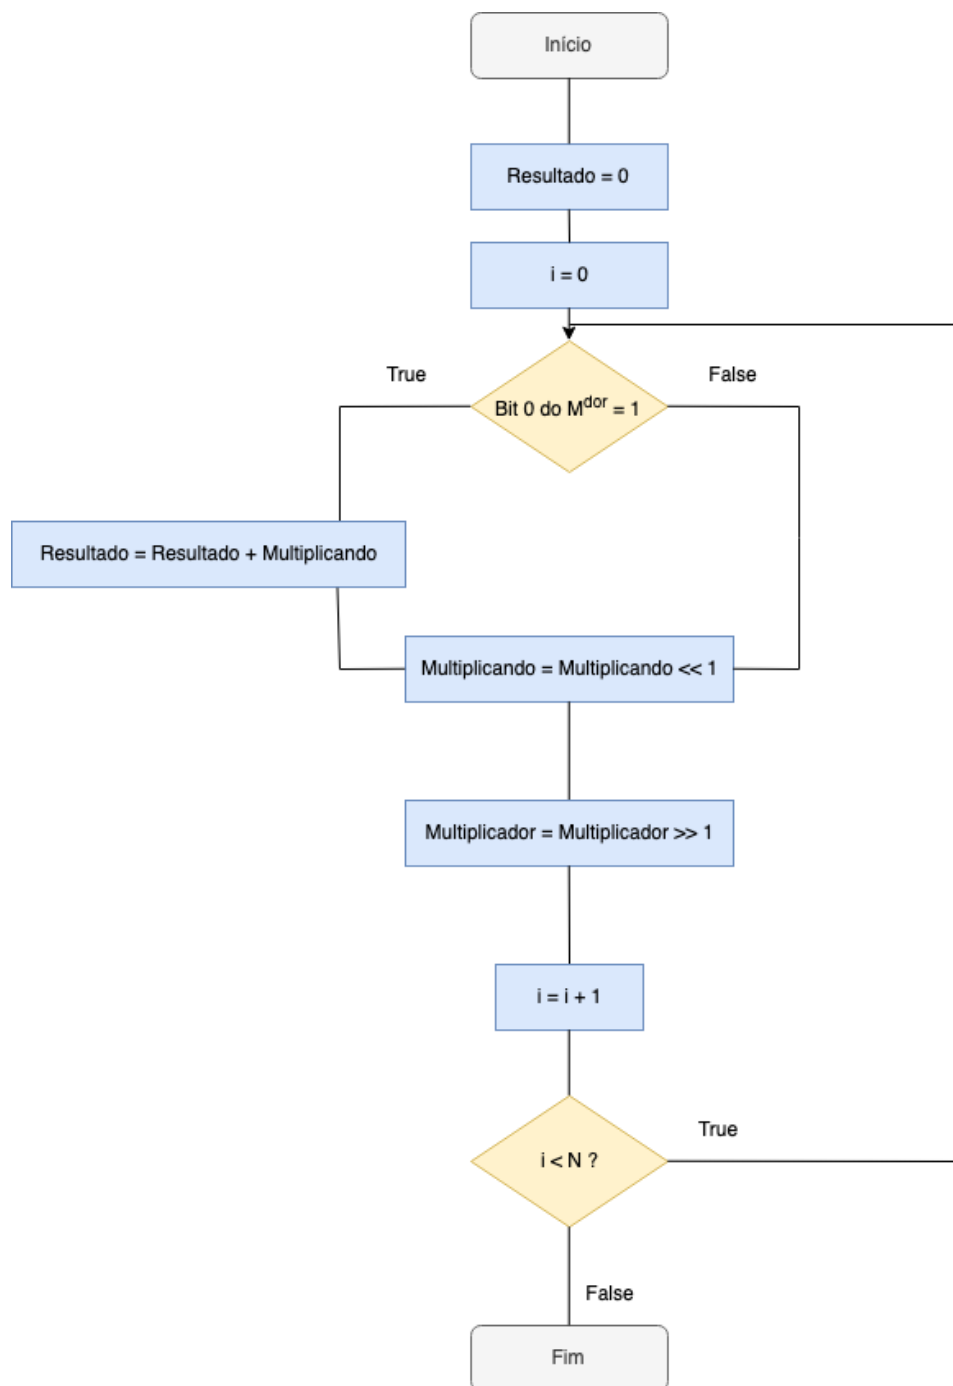 Início
Resultado = 0
i = 0
True
False
Bit 0 do Mdor = 1
Resultado = Resultado + Multiplicando
Multiplicando = Multiplicando << 1
Multiplicador = Multiplicador >> 1
i = i + 1
True
i < N ?
False
Fim